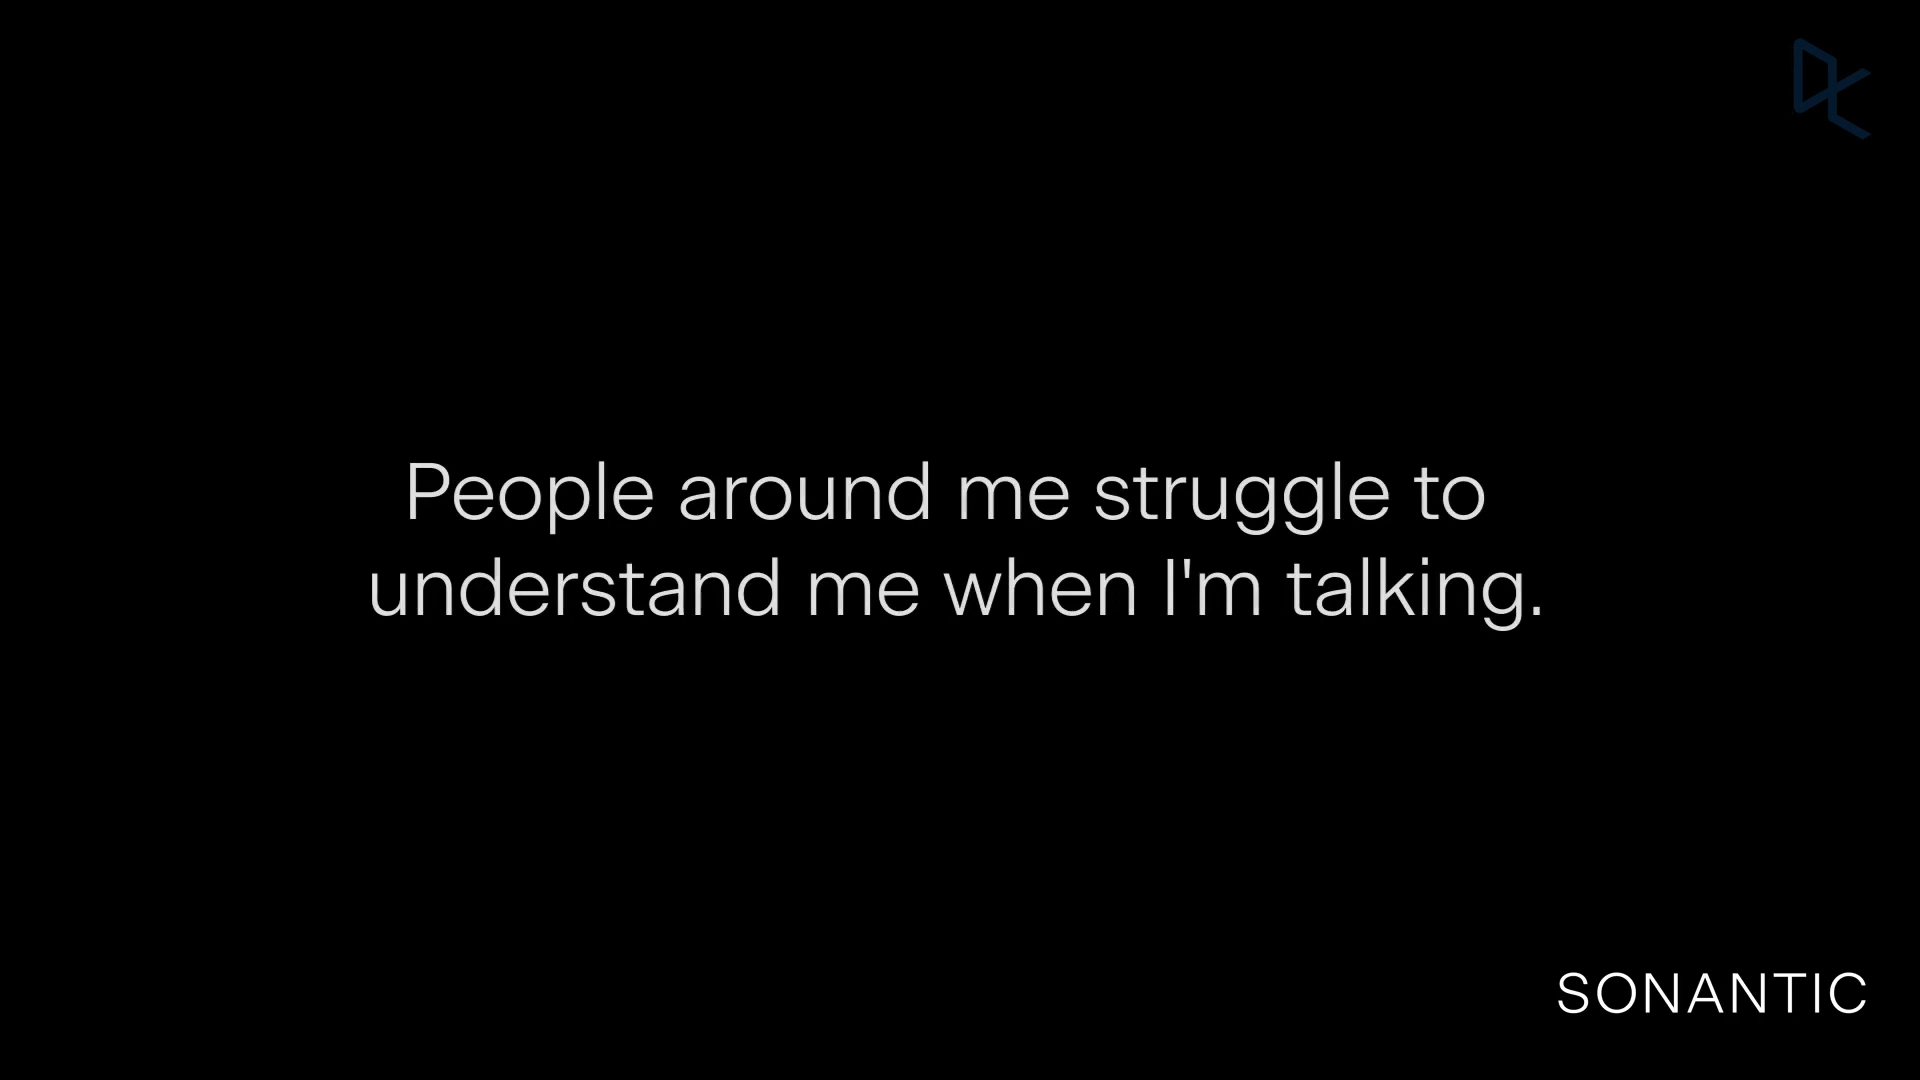 People around me struggle to
understand me when I'm talking.
SONANTIC